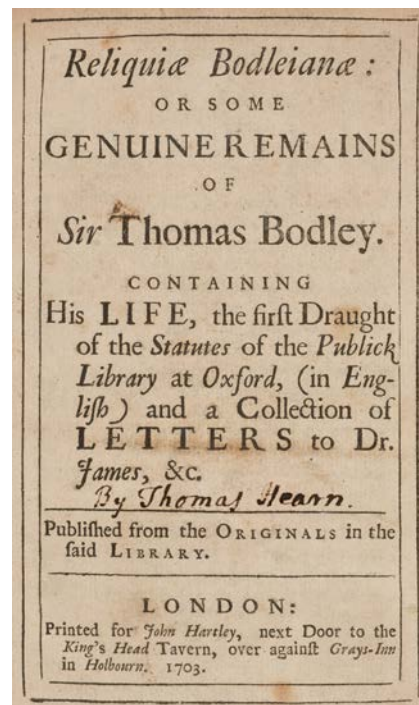 Reliquiæ Bodleianæ:
OR SOME
GENUINE REMAINS
OF
Sir Thomas Bodley.
CONTAINING
His LIFE, the firſt Draught
of the Statutes of the Publick
Library at Oxford, (in Eng-
liſh) and a Collection of
LETTERS to Dr.
James, &c.
By Thomas Hearn.
Publiſhed from the ORIGINALS in the
ſaid LIBRARY.
LONDON:
Printed for John Hartley, next Door to the
King's Head Tavern, over againſt Grays-Inn
in Holbourn. 1703.